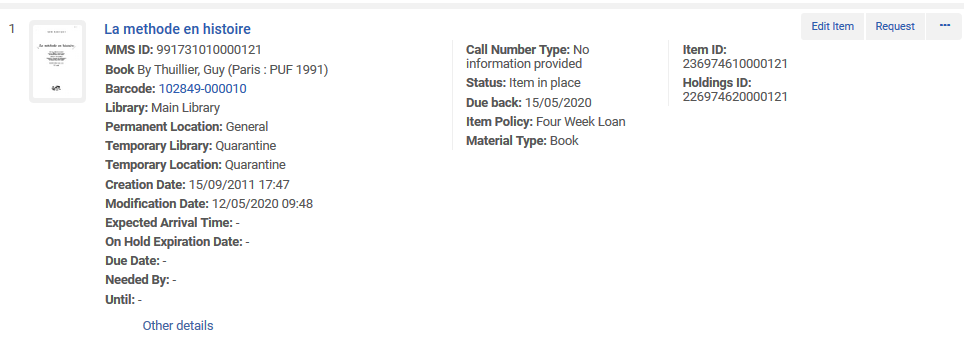 1
La methode en histoire
MMS ID: 991731010000121
Book By Thuillier, Guy (Paris : PUF 1991)
Barcode: 102849-000010
Library: Main Library
Permanent Location: General
Temporary Library: Quarantine
Temporary Location: Quarantine
Creation Date: 15/09/2011 17:47
Modification Date: 12/05/2020 09:48
Expected Arrival Time: -
On Hold Expiration Date: -
Due Date: -
Needed By: -
Until: -
Other details
Call Number Type: No
information provided
Status: Item in place
Due back: 15/05/2020
Item Policy: Four Week Loan
Material Type: Book
Edit Item
Request
Item ID:
236974610000121
Holdings ID:
226974620000121